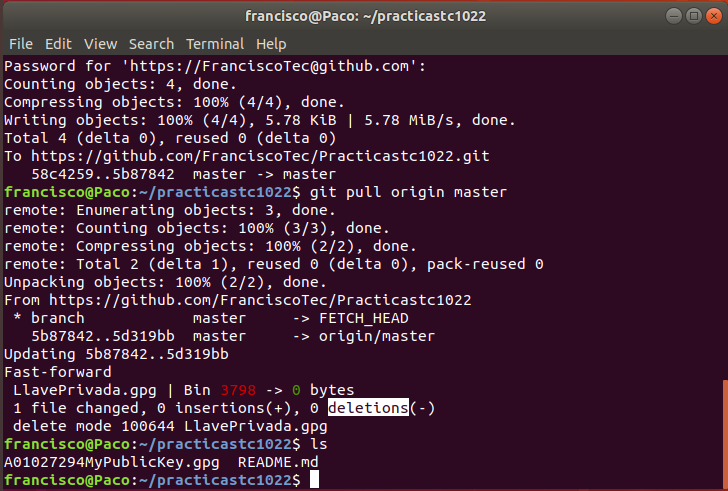 francisco@Paco: ~/practicastc1022
File Edit View Search Terminal Help
Password for 'https://FranciscoTec@github.com':
Counting objects: 4, done.
Compressing objects: 100% (4/4), done.
Writing objects: 100% (4/4), 5.78 KiB | 5.78 MiB/s, done.
Total 4 (delta 0), reused 0 (delta 0)
To https://github.com/FranciscoTec/Practicastc1022.git
   58c4259..5b87842  master -> master
francisco@Paco:~/practicastc1022$ git pull origin master
remote: Enumerating objects: 3, done.
remote: Counting objects: 100% (3/3), done.
remote: Compressing objects: 100% (2/2), done.
remote: Total 2 (delta 1), reused 0 (delta 0), pack-reused 0
Unpacking objects: 100% (2/2), done.
From https://github.com/FranciscoTec/Practicastc1022
 * branch            master     -> FETCH_HEAD
   5b87842..5d319bb  master     -> origin/master
Updating 5b87842..5d319bb
Fast-forward
 LlavePrivada.gpg | Bin 3798 -> 0 bytes
 1 file changed, 0 insertions(+), 0 deletions(-)
 delete mode 100644 LlavePrivada.gpg
francisco@Paco:~/practicastc1022$ ls
A01027294MyPublicKey.gpg  README.md
francisco@Paco:~/practicastc1022$